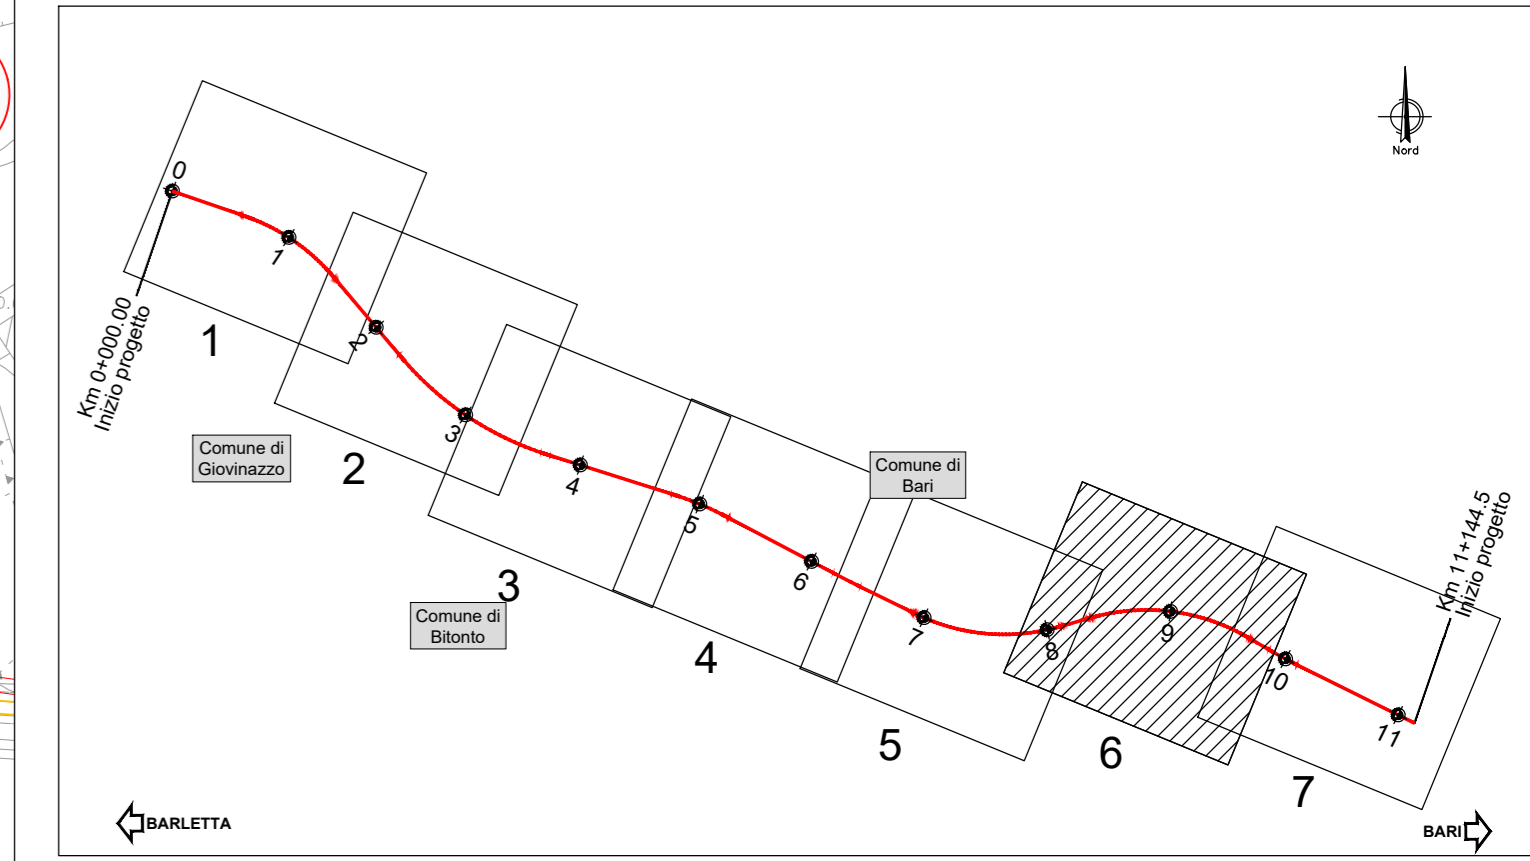 Nord
0
1
2
3
4
5
6
7
8
9
10
11
Km 0+000.00
Inizio progetto
1
2
3
4
5
6
7
Comune di
Giovinazzo
Comune di
Bitonto
Comune di
Bari
Km 11+144.5
Inizio progetto
BARLETTA
BARI